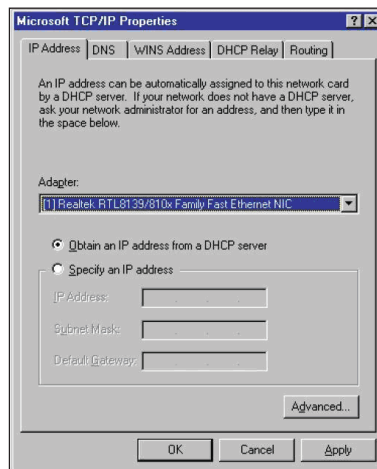 Microsoft TCP/IP Properties
IP Address DNS WINS Address DHCP Relay Routing
An IP address can be automatically assigned to this network card
by a DHCP server. If your network does not have a DHCP server,
ask your network administrator for an address, and then type it in
the space below.
Adapter:
[1] Realtek RTL8139/810x Family Fast Ethernet NIC
Obtain an IP address from a DHCP server
Specify an IP address
IP Address:
Subnet Mask:
Default Gateway:
Advanced...
OK Cancel Apply